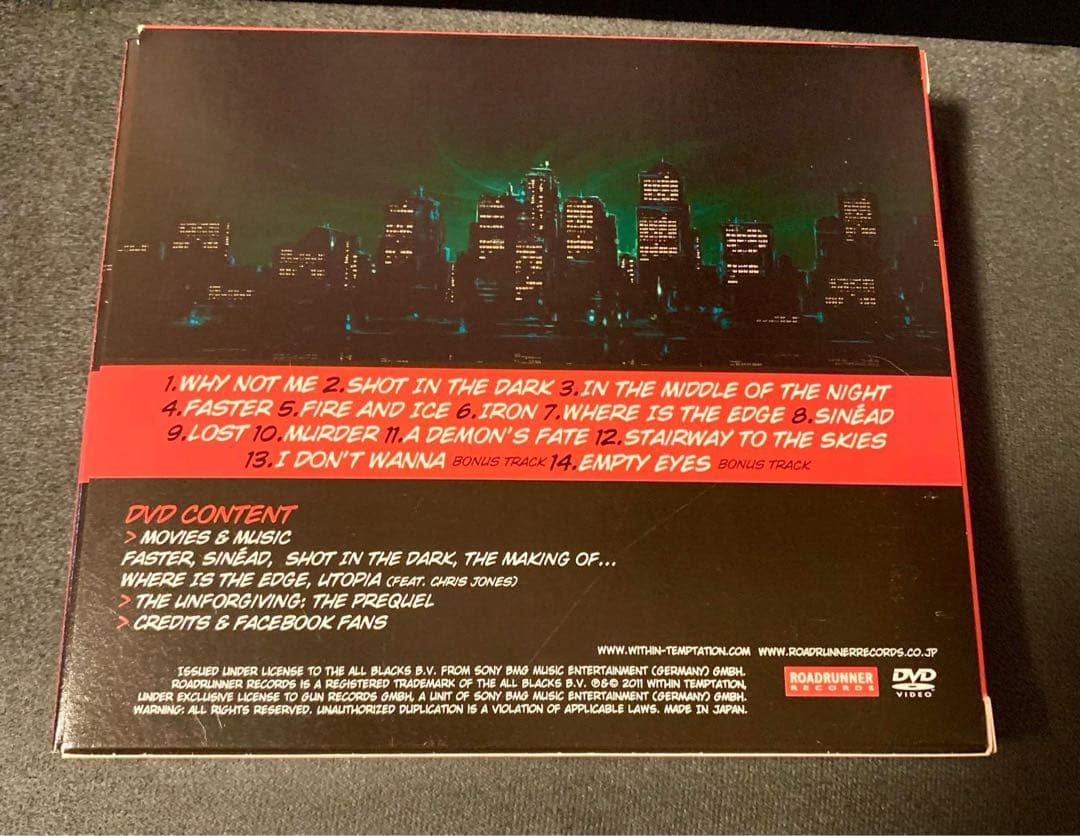 1.WHY NOT ME 2.SHOT IN THE DARK 3.IN THE MIDDLE OF THE NIGHT
4.FASTER 5.FIRE AND ICE 6.IRON 7.WHERE IS THE EDGE 8.SINÉAD
9.LOST 10.MURDER 11.A DEMON'S FATE 12.STAIRWAY TO THE SKIES
13.I DON'T WANNA BONUS TRACK 14.EMPTY EYES BONUS TRACK
DVD CONTENT
> MOVIES & MUSIC
FASTER, SINÉAD, SHOT IN THE DARK, THE MAKING OF...
WHERE IS THE EDGE, UTOPIA (FEAT. CHRIS JONES)
> THE UNFORGIVING: THE PREQUEL
> CREDITS & FACEBOOK FANS
WWW.WITHIN-TEMPTATION.COM WWW.ROADRUNNERRECORDS.CO.JP
ISSUED UNDER LICENSE TO THE ALL BLACKS B.V. FROM SONY BMG MUSIC ENTERTAINMENT (GERMANY) GMBH.
ROADRUNNER RECORDS IS A REGISTERED TRADEMARK OF THE ALL BLACKS B.V. ℗&© 2011 WITHIN TEMPTATION,
UNDER EXCLUSIVE LICENSE TO GUN RECORDS GMBH, A UNIT OF SONY BMG MUSIC ENTERTAINMENT (GERMANY) GMBH.
WARNING: ALL RIGHTS RESERVED. UNAUTHORIZED DUPLICATION IS A VIOLATION OF APPLICABLE LAWS. MADE IN JAPAN.
ROADRUNNER
RECORDS
DVD
VIDEO